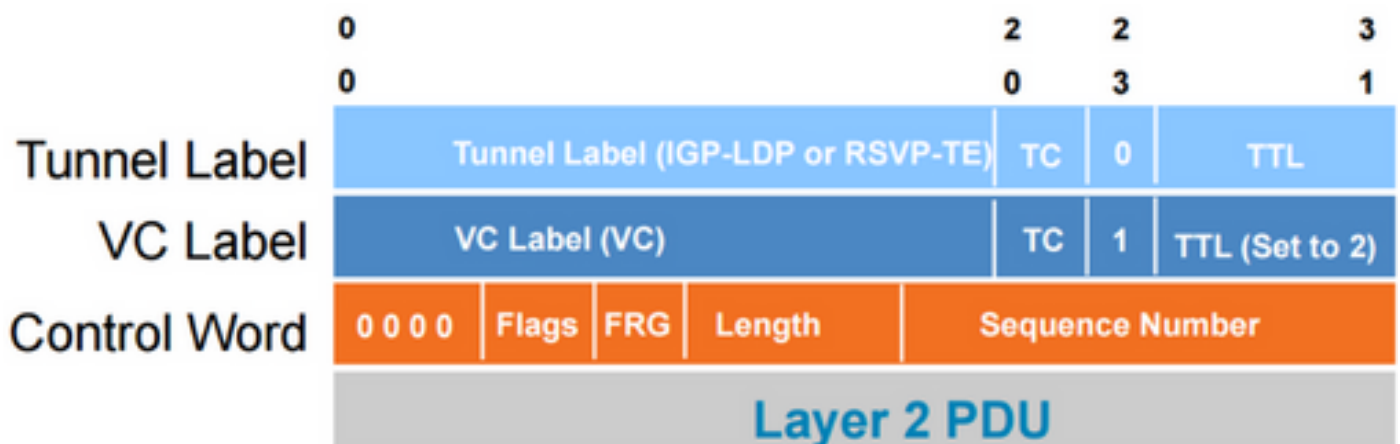 0 2 2 3
0 0 3 1
Tunnel Label Tunnel Label (IGP-LDP or RSVP-TE) TC 0 TTL
VC Label VC Label (VC) TC 1 TTL (Set to 2)
Control Word 0 0 0 0 Flags FRG Length Sequence Number
Layer 2 PDU